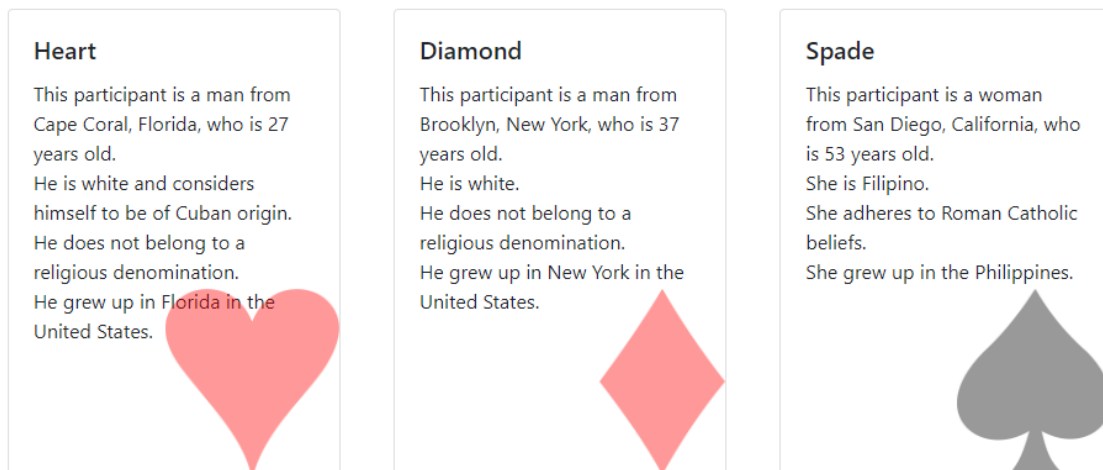 Heart
This participant is a man from
Cape Coral, Florida, who is 27
years old.
He is white and considers
himself to be of Cuban origin.
He does not belong to a
religious denomination.
He grew up in Florida in the
United States.
Diamond
This participant is a man from
Brooklyn, New York, who is 37
years old.
He is white.
He does not belong to a
religious denomination.
He grew up in New York in the
United States.
Spade
This participant is a woman
from San Diego, California, who
is 53 years old.
She is Filipino.
She adheres to Roman Catholic
beliefs.
She grew up in the Philippines.